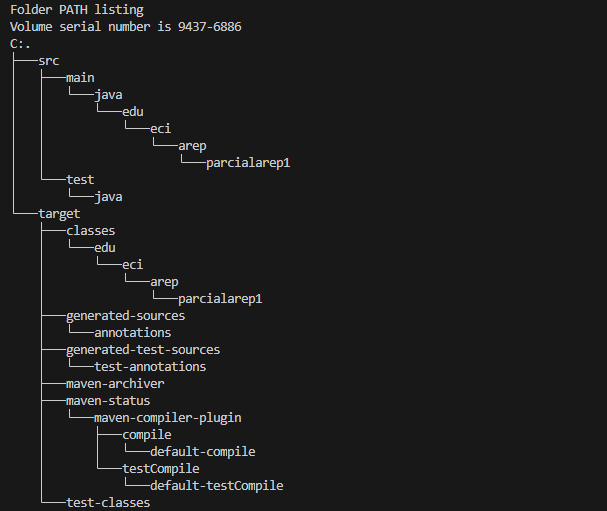 Folder PATH listing
Volume serial number is 9437-6886
C:.
├───src
│   ├───main
│   │   └───java
│   │       └───edu
│   │           └───eci
│   │               └───arep
│   │                   └───parcialarep1
│   └───test
│       └───java
└───target
    ├───classes
    │   └───edu
    │       └───eci
    │           └───arep
    │               └───parcialarep1
    ├───generated-sources
    │   └───annotations
    ├───generated-test-sources
    │   └───test-annotations
    ├───maven-archiver
    ├───maven-status
    │   └───maven-compiler-plugin
    │       ├───compile
    │       │   └───default-compile
    │       └───testCompile
    │           └───default-testCompile
    └───test-classes